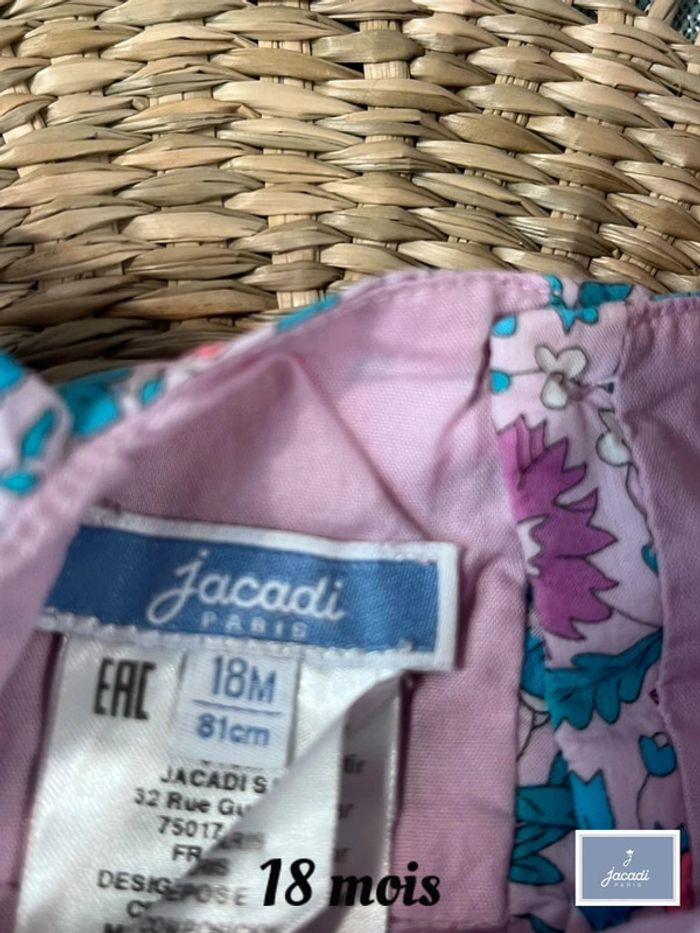 jacadi
PARIS
EAC
18M
81cm
JACADI S
32 Rue Gu
75017
FR
DESIG
18 mois
jacadi
PARIS